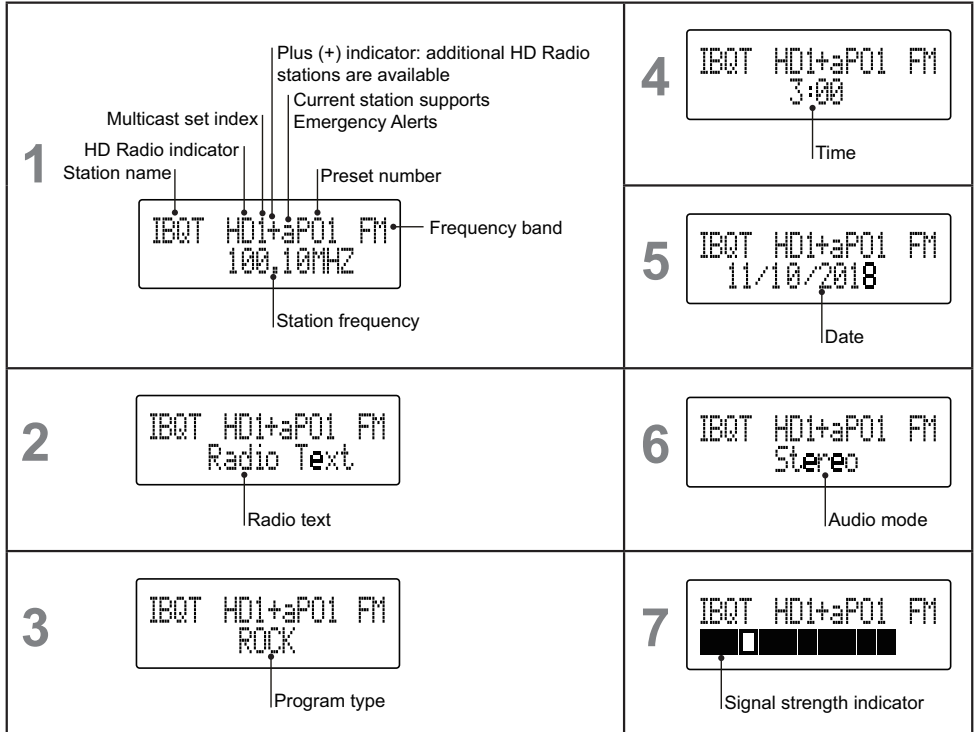 1
Plus (+) indicator: additional HD Radio
stations are available
Current station supports
Emergency Alerts
Multicast set index
HD Radio indicator
Station name
Preset number
IBQT HD1+aP01 FM
100.10MHZ
Frequency band
Station frequency
2
IBQT HD1+aP01 FM
Radio Text
Radio text
3
IBQT HD1+aP01 FM
ROCK
Program type
4
IBQT HD1+aP01 FM
3:00
Time
5
IBQT HD1+aP01 FM
11/10/2018
Date
6
IBQT HD1+aP01 FM
Stereo
Audio mode
7
IBQT HD1+aP01 FM
Signal strength indicator